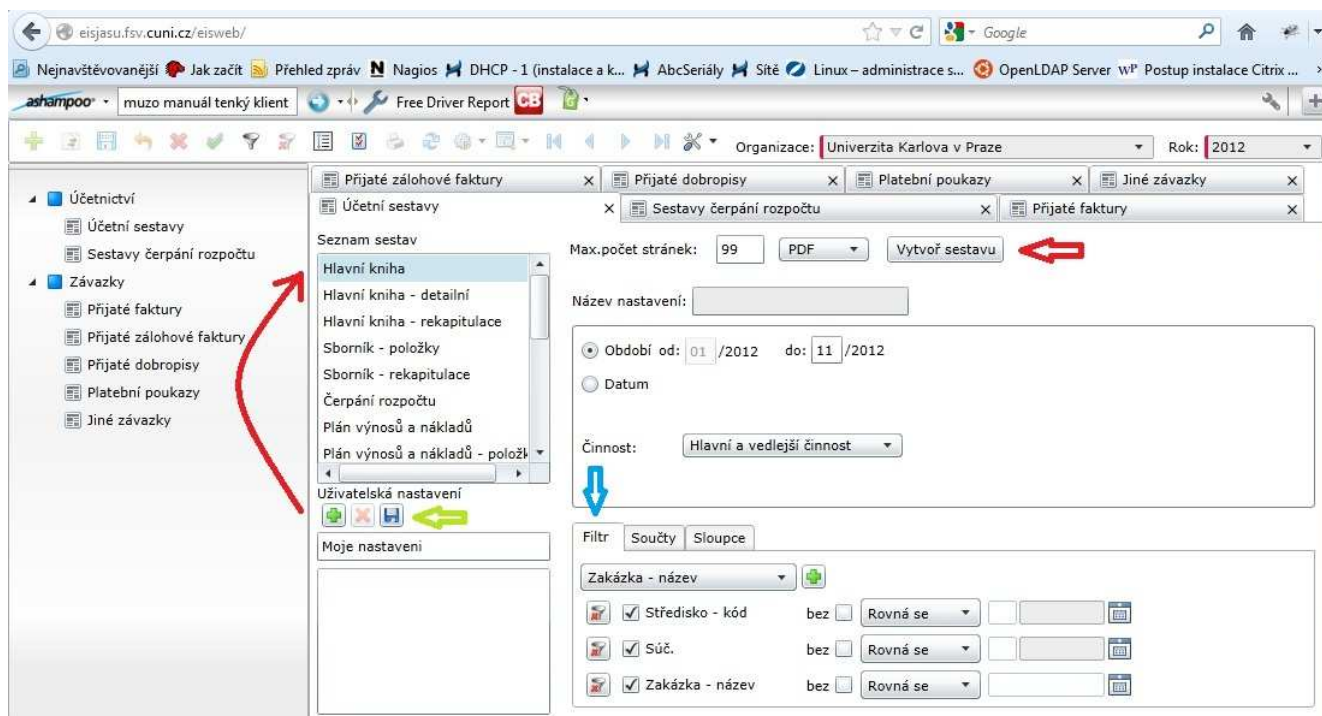 eisjasu.fsv.cuni.cz/eisweb/
Google
Nejnavštěvovanější Jak začít Přehled zpráv Nagios DHCP - 1 (instalace a k... AbcSeriály Sítě Linux – administrace s... OpenLDAP Server Postup instalace Citrix ...
ashampoo muzo manuál tenký klient Free Driver Report CB
Organizace: Univerzita Karlova v Praze Rok: 2012
Přijaté zálohové faktury x Přijaté dobropisy x Platební poukazy x Jiné závazky x
Účetní sestavy x Sestavy čerpání rozpočtu x Přijaté faktury x
Účetnictví
Účetní sestavy
Sestavy čerpání rozpočtu
Závazky
Přijaté faktury
Přijaté zálohové faktury
Přijaté dobropisy
Platební poukazy
Jiné závazky
Seznam sestav
Hlavní kniha
Hlavní kniha - detailní
Hlavní kniha - rekapitulace
Sborník - položky
Sborník - rekapitulace
Čerpání rozpočtu
Plán výnosů a nákladů
Plán výnosů a nákladů - položk
Uživatelská nastavení
Moje nastaveni
Max.počet stránek: 99 PDF Vytvoř sestavu
Název nastavení:
Období od: 01 /2012 do: 11 /2012
Datum
Činnost: Hlavní a vedlejší činnost
Filtr Součty Sloupce
Zakázka - název
Středisko - kód bez Rovná se
Súč. bez Rovná se
Zakázka - název bez Rovná se